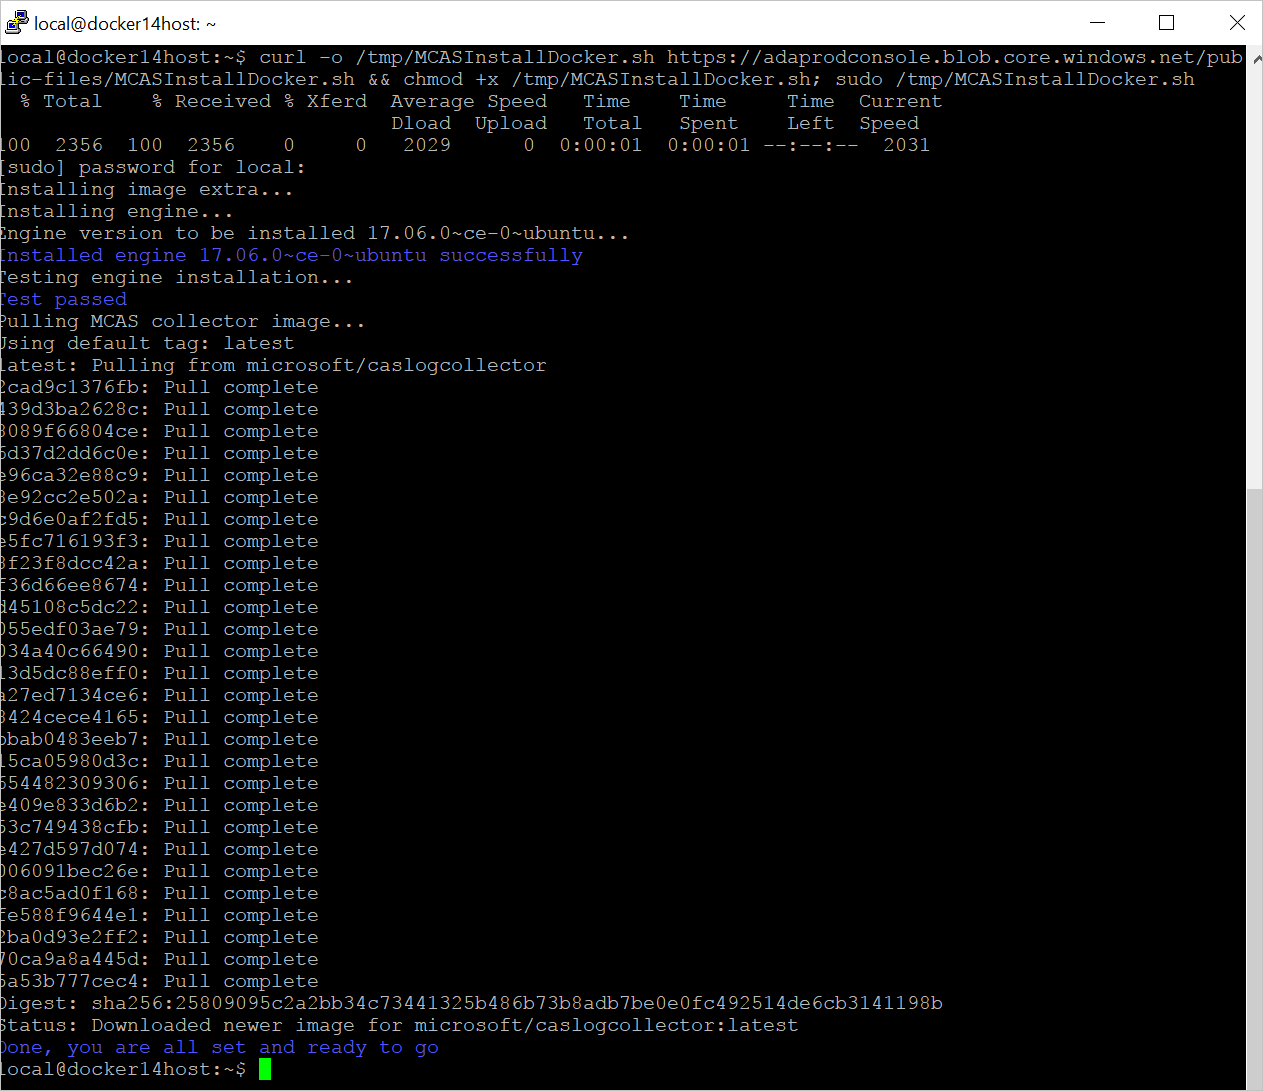 local@docker14host: ~
local@docker14host:~$ curl -o /tmp/MCASInstallDocker.sh https://adaprodconsole.blob.core.windows.net/pub
lic-files/MCASInstallDocker.sh && chmod +x /tmp/MCASInstallDocker.sh; sudo /tmp/MCASInstallDocker.sh
% Total % Received % Xferd Average Speed Time Time Time Current
Dload Upload Total Spent Left Speed
100 2356 100 2356 0 0 2029 0 0:00:01 0:00:01 --:--:-- 2031
[sudo] password for local:
Installing image extra...
Installing engine...
Engine version to be installed 17.06.0~ce-0~ubuntu...
Installed engine 17.06.0~ce-0~ubuntu successfully
Testing engine installation...
Test passed
Pulling MCAS collector image...
Using default tag: latest
latest: Pulling from microsoft/caslogcollector
2cad9c1376fb: Pull complete
439d3ba2628c: Pull complete
8089f66804ce: Pull complete
6d37d2dd6c0e: Pull complete
e96ca32e88c9: Pull complete
3e92cc2e502a: Pull complete
c9d6e0af2fd5: Pull complete
e5fc716193f3: Pull complete
8f23f8dcc42a: Pull complete
f36d66ee8674: Pull complete
d45108c5dc22: Pull complete
055edf03ae79: Pull complete
034a40c66490: Pull complete
13d5dc88eff0: Pull complete
a27ed7134ce6: Pull complete
8424cece4165: Pull complete
bbab0483eeb7: Pull complete
15ca05980d3c: Pull complete
654482309306: Pull complete
e409e833d6b2: Pull complete
53c749438cfb: Pull complete
e427d597d074: Pull complete
006091bec26e: Pull complete
c8ac5ad0f168: Pull complete
fe588f9644e1: Pull complete
2ba0d93e2ff2: Pull complete
70ca9a8a445d: Pull complete
5a53b777cec4: Pull complete
Digest: sha256:25809095c2a2bb34c73441325b486b73b8adb7be0e0fc492514de6cb3141198b
Status: Downloaded newer image for microsoft/caslogcollector:latest
Done, you are all set and ready to go
local@docker14host:~$